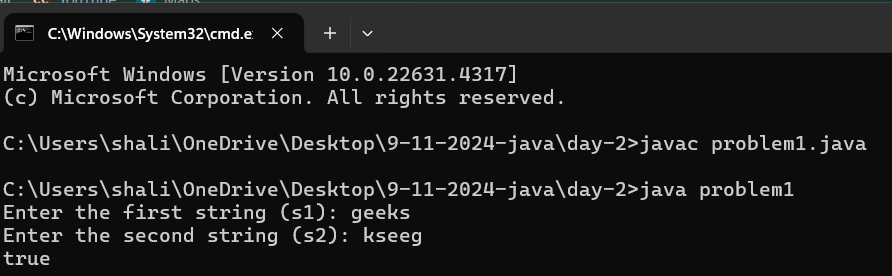 YouTube Maps
C:\Windows\System32\cmd.e
Microsoft Windows [Version 10.0.22631.4317]
(c) Microsoft Corporation. All rights reserved.
C:\Users\shali\OneDrive\Desktop\9-11-2024-java\day-2>javac problem1.java
C:\Users\shali\OneDrive\Desktop\9-11-2024-java\day-2>java problem1
Enter the first string (s1): geeks
Enter the second string (s2): kseeg
true